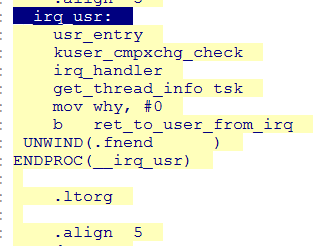 .align 5
__irq_usr:
usr_entry
kuser_cmpxchg_check
irq_handler
get_thread_info tsk
mov why, #0
b ret_to_user_from_irq
UNWIND(.fnend )
ENDPROC(__irq_usr)
.ltorg
.align 5